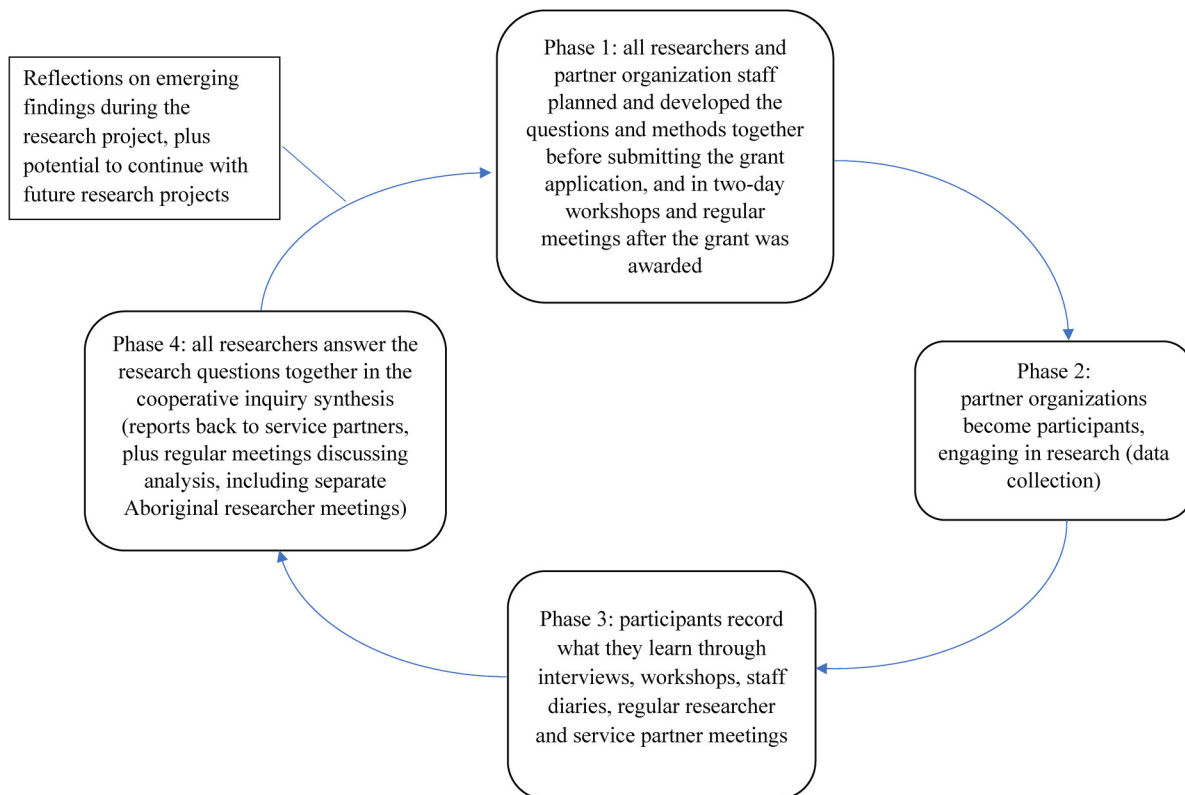 Reflections on emerging
findings during the
research project, plus
potential to continue with
future research projects
Phase 1: all researchers and
partner organization staff
planned and developed the
questions and methods together
before submitting the grant
application, and in two-day
workshops and regular
meetings after the grant was
awarded
Phase 2:
partner organizations
become participants,
engaging in research (data
collection)
Phase 3: participants record
what they learn through
interviews, workshops, staff
diaries, regular researcher
and service partner meetings
Phase 4: all researchers answer the
research questions together in the
cooperative inquiry synthesis
(reports back to service partners,
plus regular meetings discussing
analysis, including separate
Aboriginal researcher meetings)